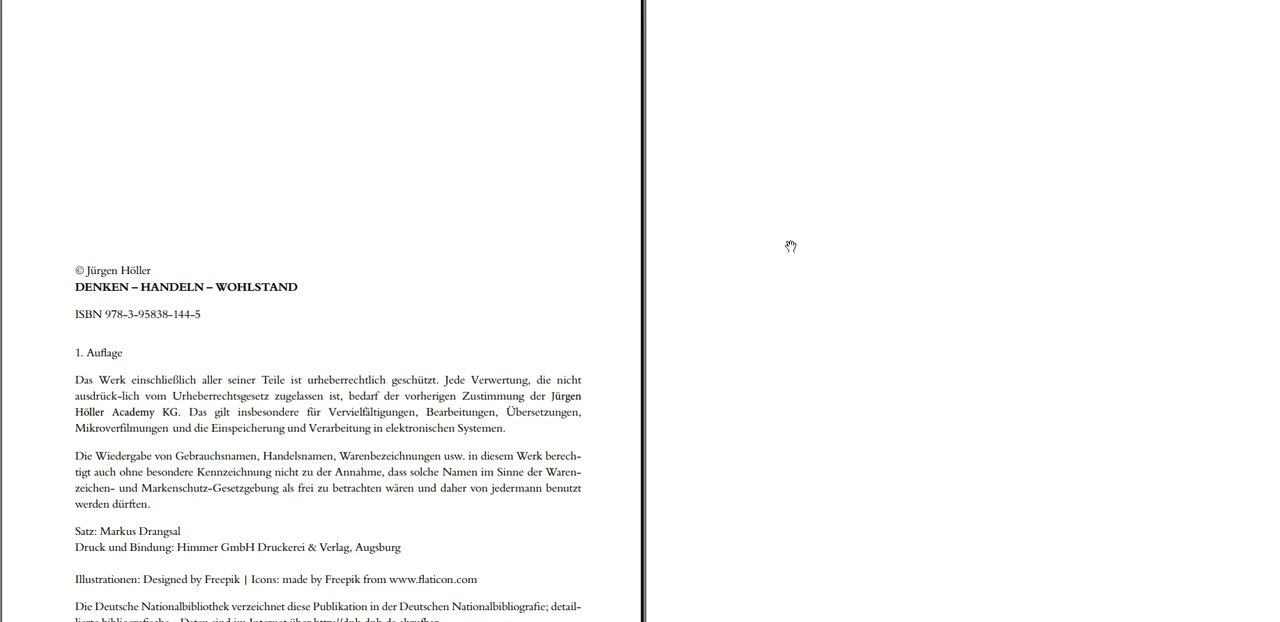 © Jürgen Höller
DENKEN – HANDELN – WOHLSTAND
ISBN 978-3-95838-144-5
1. Auflage
Das Werk einschließlich aller seiner Teile ist urheberrechtlich geschützt. Jede Verwertung, die nicht
ausdrück-lich vom Urheberrechtsgesetz zugelassen ist, bedarf der vorherigen Zustimmung der Jürgen
Höller Academy KG. Das gilt insbesondere für Vervielfältigungen, Bearbeitungen, Übersetzungen,
Mikroverfilmungen und die Einspeicherung und Verarbeitung in elektronischen Systemen.
Die Wiedergabe von Gebrauchsnamen, Handelsnamen, Warenbezeichnungen usw. in diesem Werk berech-
tigt auch ohne besondere Kennzeichnung nicht zu der Annahme, dass solche Namen im Sinne der Waren-
zeichen- und Markenschutz-Gesetzgebung als frei zu betrachten wären und daher von jedermann benutzt
werden dürften.
Satz: Markus Drangsal
Druck und Bindung: Himmer GmbH Druckerei & Verlag, Augsburg
Illustrationen: Designed by Freepik | Icons: made by Freepik from www.flaticon.com
Die Deutsche Nationalbibliothek verzeichnet diese Publikation in der Deutschen Nationalbibliografie; detail-